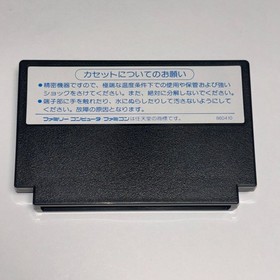 カセットについてのお願い
●精密機器ですので、極端な温度条件下での使用や保管および強い
ショックをさけてください。また、絶対に分解しないでください。
●端子部に手を触れたり、水にぬらしたりして汚さないようにして
ください。故障の原因となります。
ファミリーコンピュータ ファミコンは任天堂の商標です。